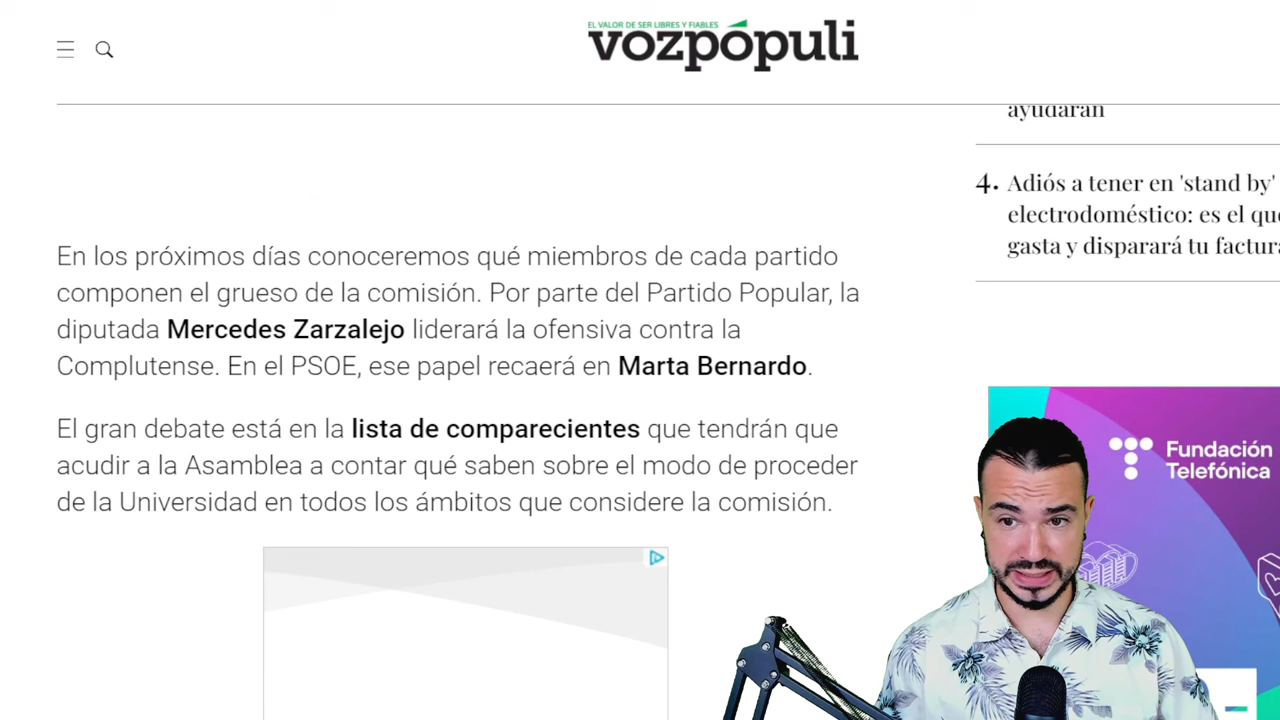 EL VALOR DE SER LIBRES Y FIABLES
vozpópuli
ayudarán
4. Adiós a tener en 'stand by'
electrodoméstico: es el que
gasta y disparará tu factura
En los próximos días conoceremos qué miembros de cada partido
componen el grueso de la comisión. Por parte del Partido Popular, la
diputada Mercedes Zarzalejo liderará la ofensiva contra la
Complutense. En el PSOE, ese papel recaerá en Marta Bernardo.
El gran debate está en la lista de comparecientes que tendrán que
acudir a la Asamblea a contar qué saben sobre el modo de proceder
de la Universidad en todos los ámbitos que considere la comisión.
Fundación
Telefónica